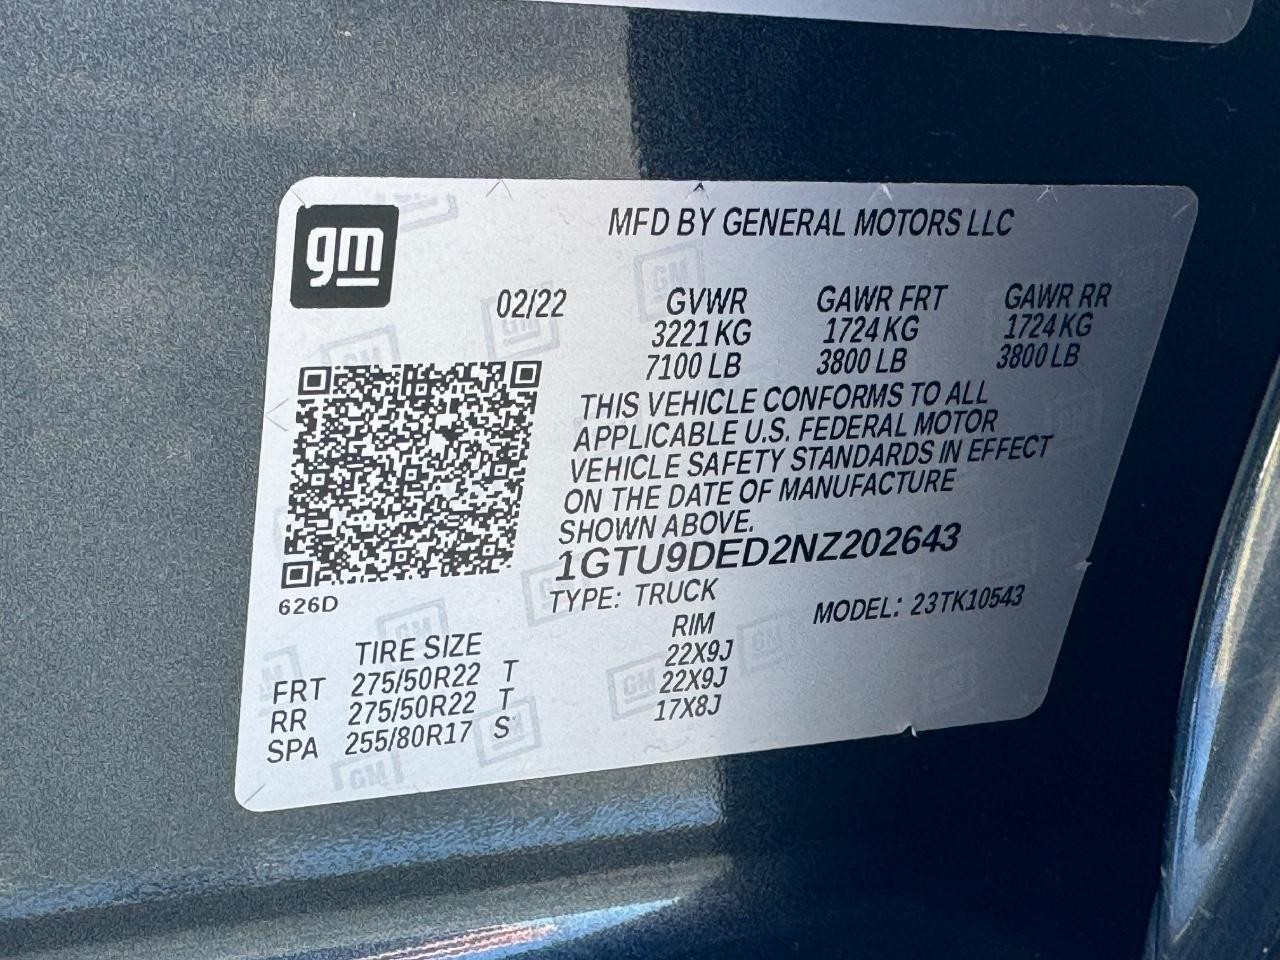 gm
MFD BY GENERAL MOTORS LLC
02/22 GVWR GAWR FRT GAWR RR
3221 KG 1724 KG 1724 KG
7100 LB 3800 LB 3800 LB
THIS VEHICLE CONFORMS TO ALL
APPLICABLE U.S. FEDERAL MOTOR
VEHICLE SAFETY STANDARDS IN EFFECT
ON THE DATE OF MANUFACTURE
SHOWN ABOVE.
1GTU9DED2NZ202643
626D
TYPE: TRUCK MODEL: 23TK10543
TIRE SIZE RIM
FRT 275/50R22 T 22X9J
RR 275/50R22 T 22X9J
SPA 255/80R17 S 17X8J